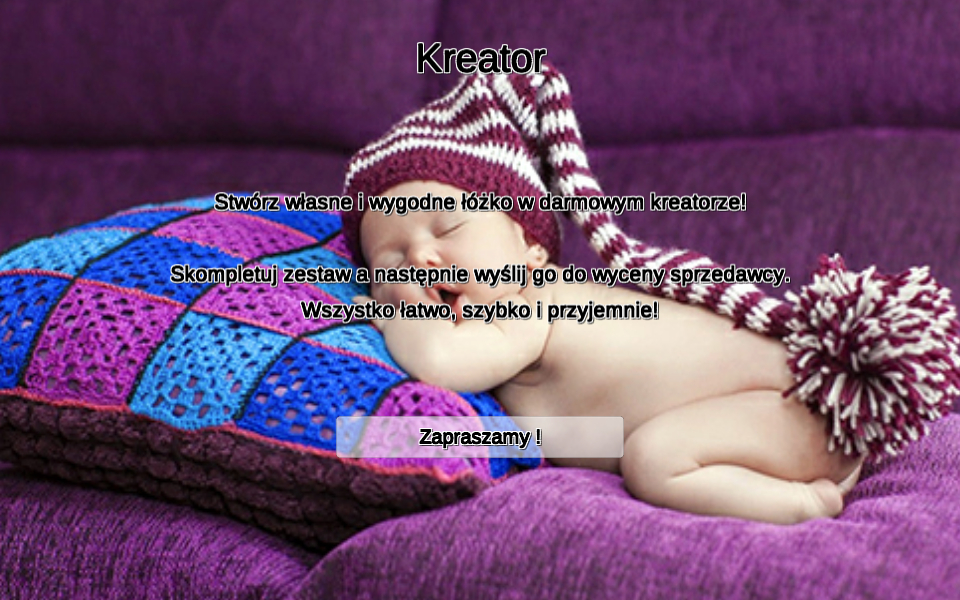 Kreator
Stwórz własne i wygodne łóżko w darmowym kreatorze!
Skompletuj zestaw a następnie wyślij go do wyceny sprzedawcy.
Wszystko łatwo, szybko i przyjemnie!
Zapraszamy !